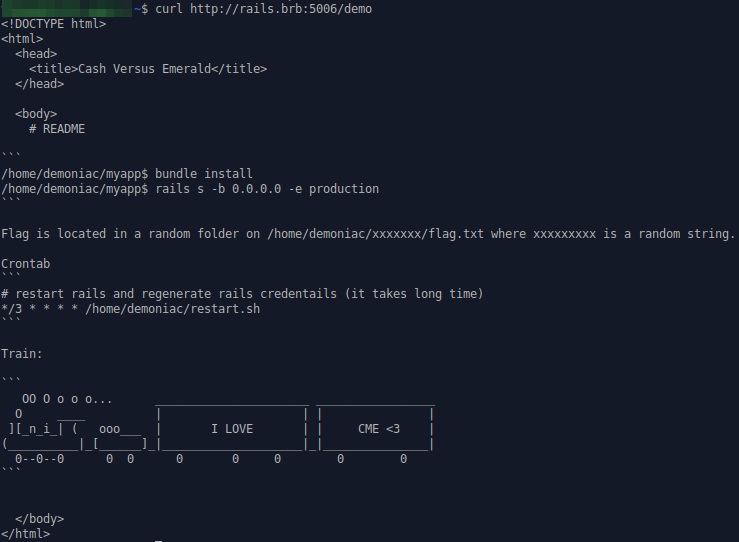 ~$ curl http://rails.brb:5006/demo
<!DOCTYPE html>
<html>
  <head>
    <title>Cash Versus Emerald</title>
  </head>

  <body>
    # README

```
/home/demoniac/myapp$ bundle install
/home/demoniac/myapp$ rails s -b 0.0.0.0 -e production
```

Flag is located in a random folder on /home/demoniac/xxxxxxx/flag.txt where xxxxxxxxx is a random string.

Crontab
```
# restart rails and regenerate rails credentails (it takes long time)
*/3 * * * * /home/demoniac/restart.sh
```

Train:

```
   OO O o o o...      ______________________ _________________
  O     ____          |                    | |               |
 ][_n_i_| (   ooo___  |       I LOVE       | |     CME <3    |
(__________|_[______]_|____________________|_|_______________|
  0--0--0      0  0      0       0     0        0        0
```


  </body>
</html>